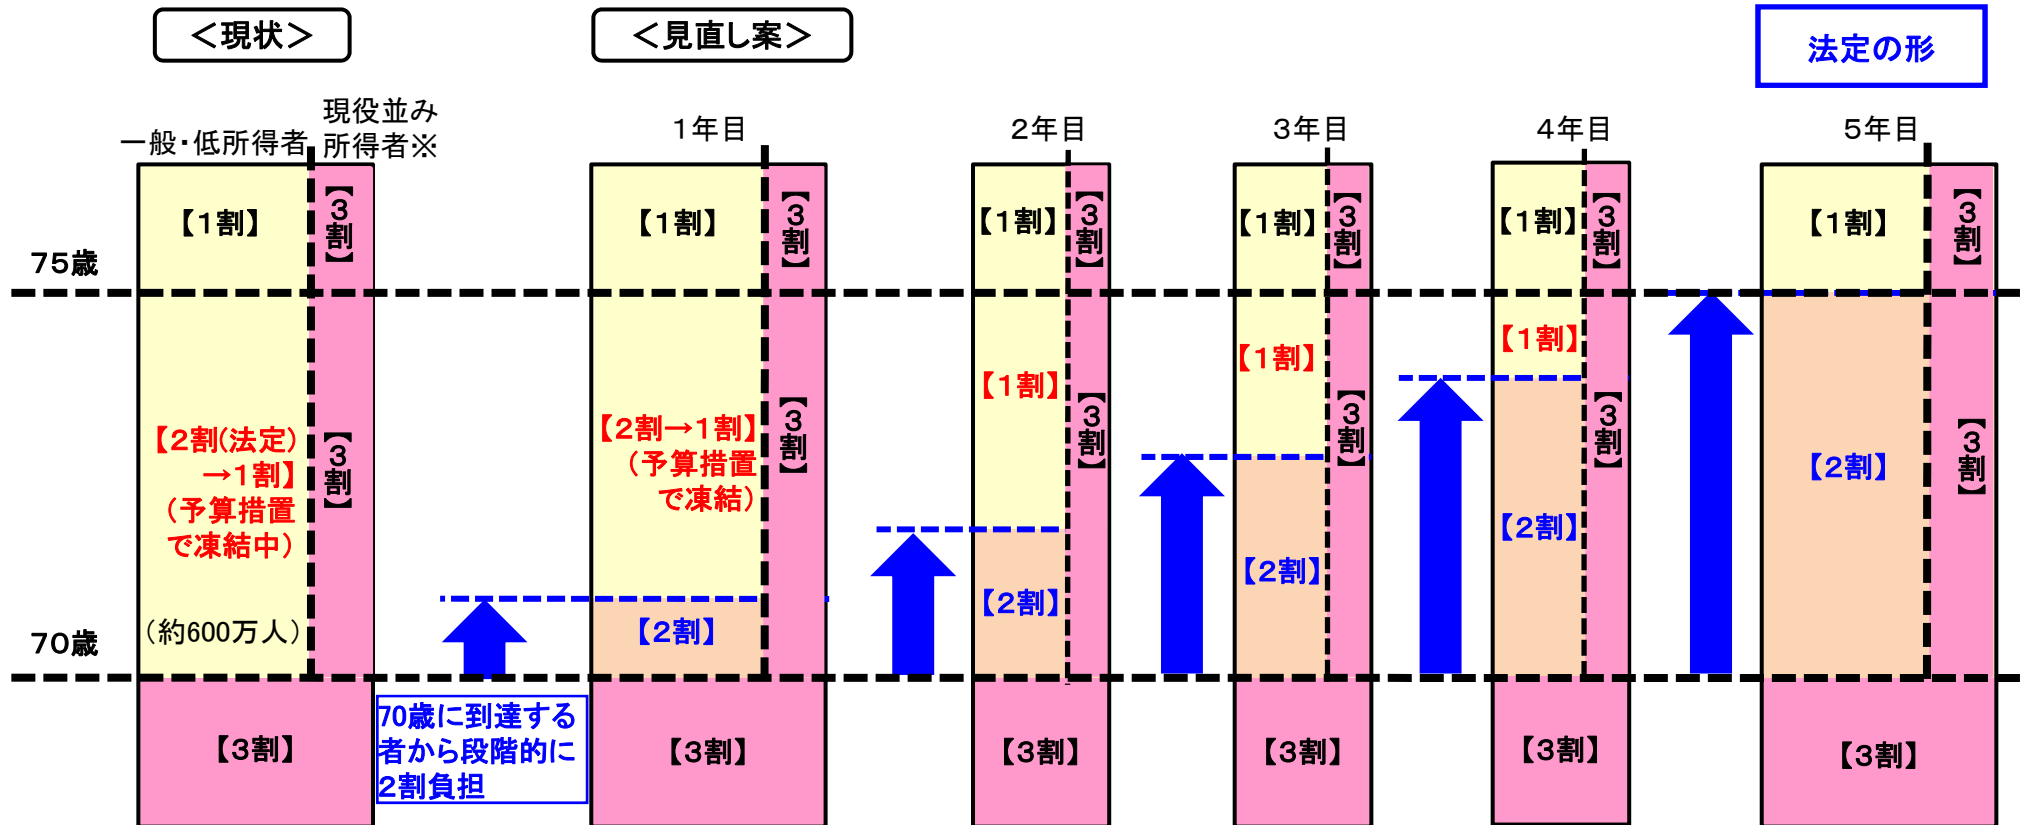 ＜現状＞
＜見直し案＞
法定の形
一般・低所得者
現役並み
所得者※
1年目
2年目
3年目
4年目
5年目
75歳
70歳
【1割】
【3割】
【2割(法定)
→1割】
（予算措置
で凍結中）
（約600万人）
【3割】
【3割】
70歳に到達する
者から段階的に
2割負担
【1割】
【3割】
【2割→1割】
（予算措置
で凍結）
【3割】
【2割】
【3割】
【1割】
【3割】
【1割】
【3割】
【2割】
【3割】
【1割】
【3割】
【1割】
【3割】
【2割】
【3割】
【1割】
【3割】
【1割】
【3割】
【2割】
【3割】
【1割】
【3割】
【2割】
【3割】
【3割】